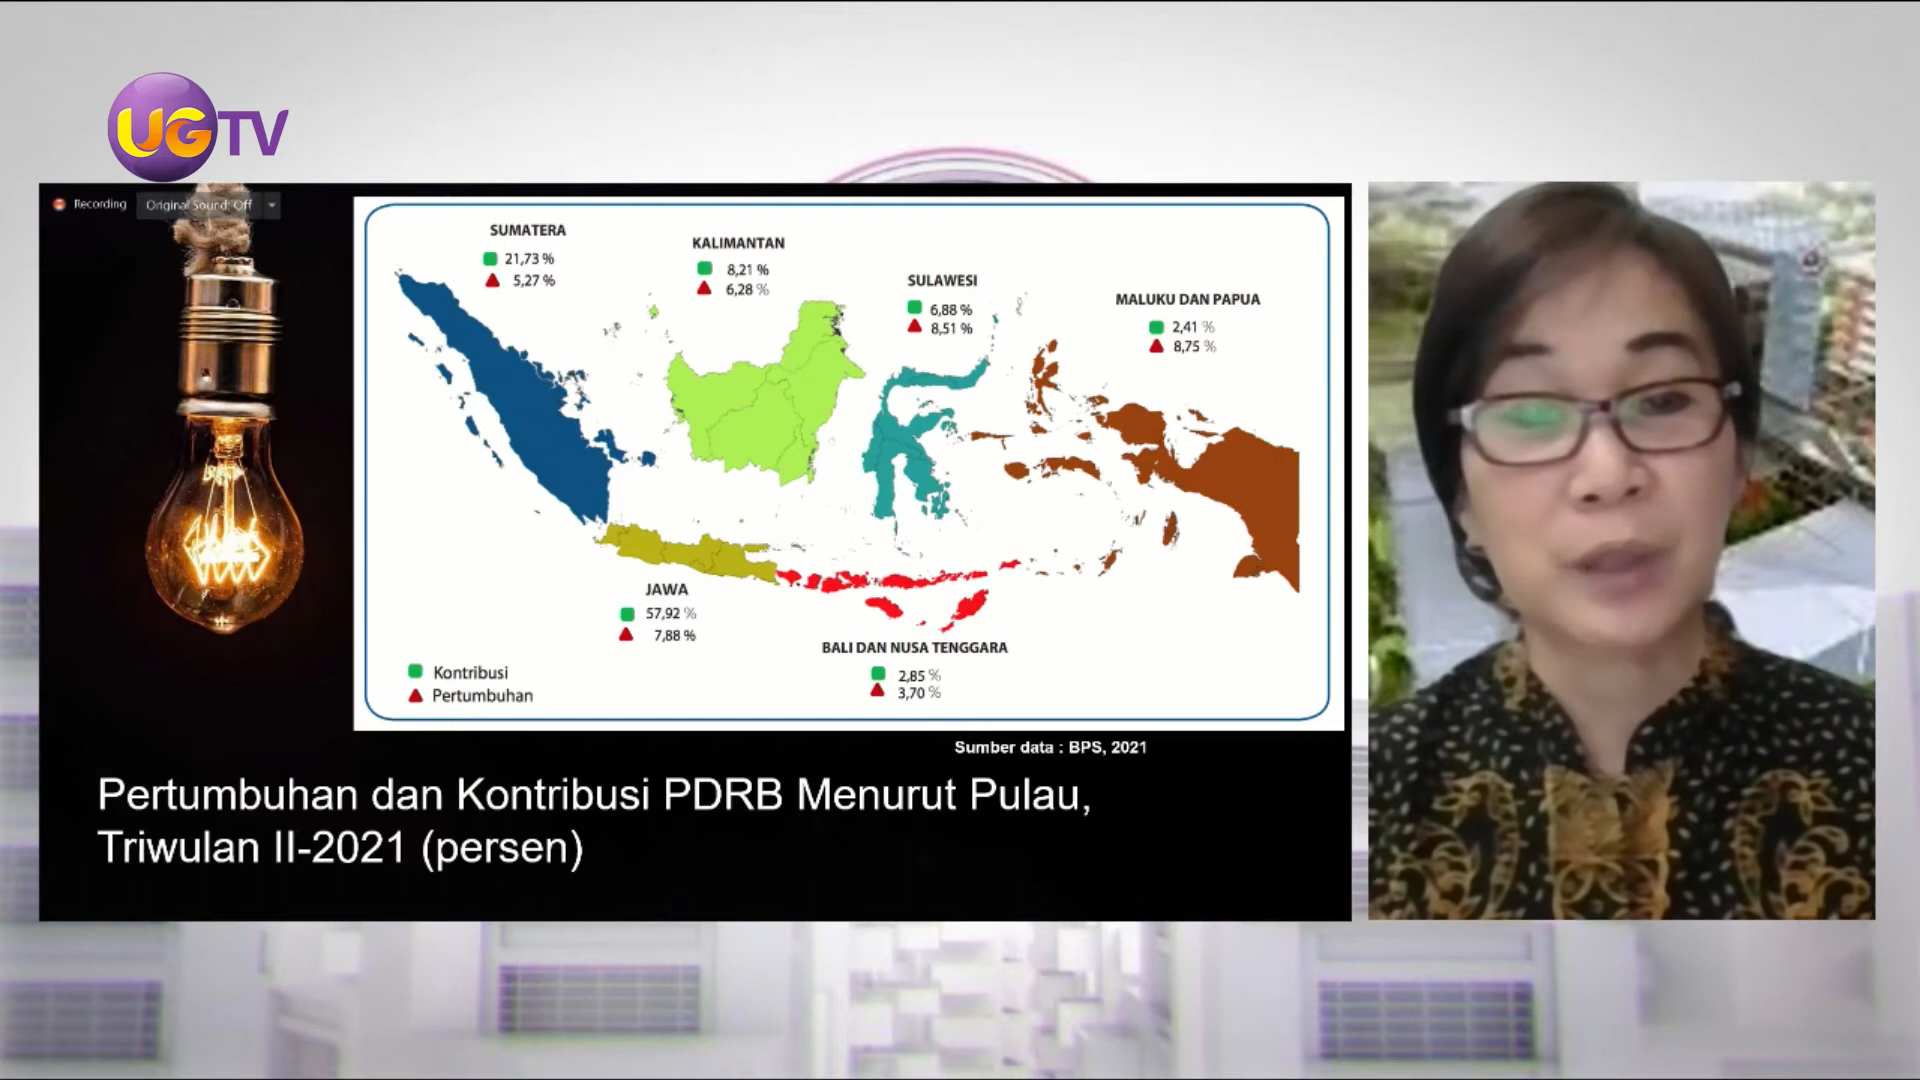 UGTV
Recording
Original Sound: Off
SUMATERA
21,73 %
5,27 %
KALIMANTAN
8,21 %
6,28 %
SULAWESI
6,88 %
8,51 %
MALUKU DAN PAPUA
2,41 %
8,75 %
JAWA
57,92 %
7,88 %
BALI DAN NUSA TENGGARA
2,85 %
3,70 %
Kontribusi
Pertumbuhan
Sumber data : BPS, 2021
Pertumbuhan dan Kontribusi PDRB Menurut Pulau,
Triwulan II-2021 (persen)